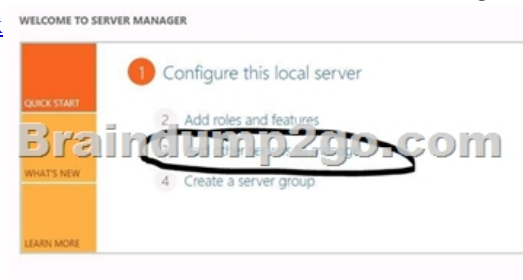 WELCOME TO SERVER MANAGER
1 Configure this local server
QUICK START
2 Add roles and features
Braindump2go.com
WHAT'S NEW
4 Create a server group
LEARN MORE